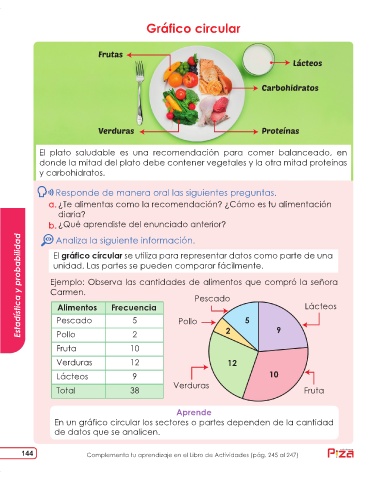 Gráfico circular
Frutas
Lácteos
Carbohidratos
Verduras
Proteínas
El plato saludable es una recomendación para comer balanceado, en
donde la mitad del plato debe contener vegetales y la otra mitad proteínas
y carbohidratos.
Responde de manera oral las siguientes preguntas.
a. ¿Te alimentas como la recomendación? ¿Cómo es tu alimentación
diaria?
b. ¿Qué aprendiste del enunciado anterior?
Analiza la siguiente información.
El gráfico circular se utiliza para representar datos como parte de una
unidad. Las partes se pueden comparar fácilmente.
Ejemplo: Observa las cantidades de alimentos que compró la señora
Carmen.
Alimentos Frecuencia
Pescado 5
Pollo 2
Fruta 10
Verduras 12
Lácteos 9
Total 38
Pescado
Lácteos
Pollo
5
9
2
12
10
Verduras
Fruta
Aprende
En un gráfico circular los sectores o partes dependen de la cantidad
de datos que se analicen.
Estadística y probabilidad
144
Complementa tu aprendizaje en el Libro de Actividades (pág. 245 al 247)